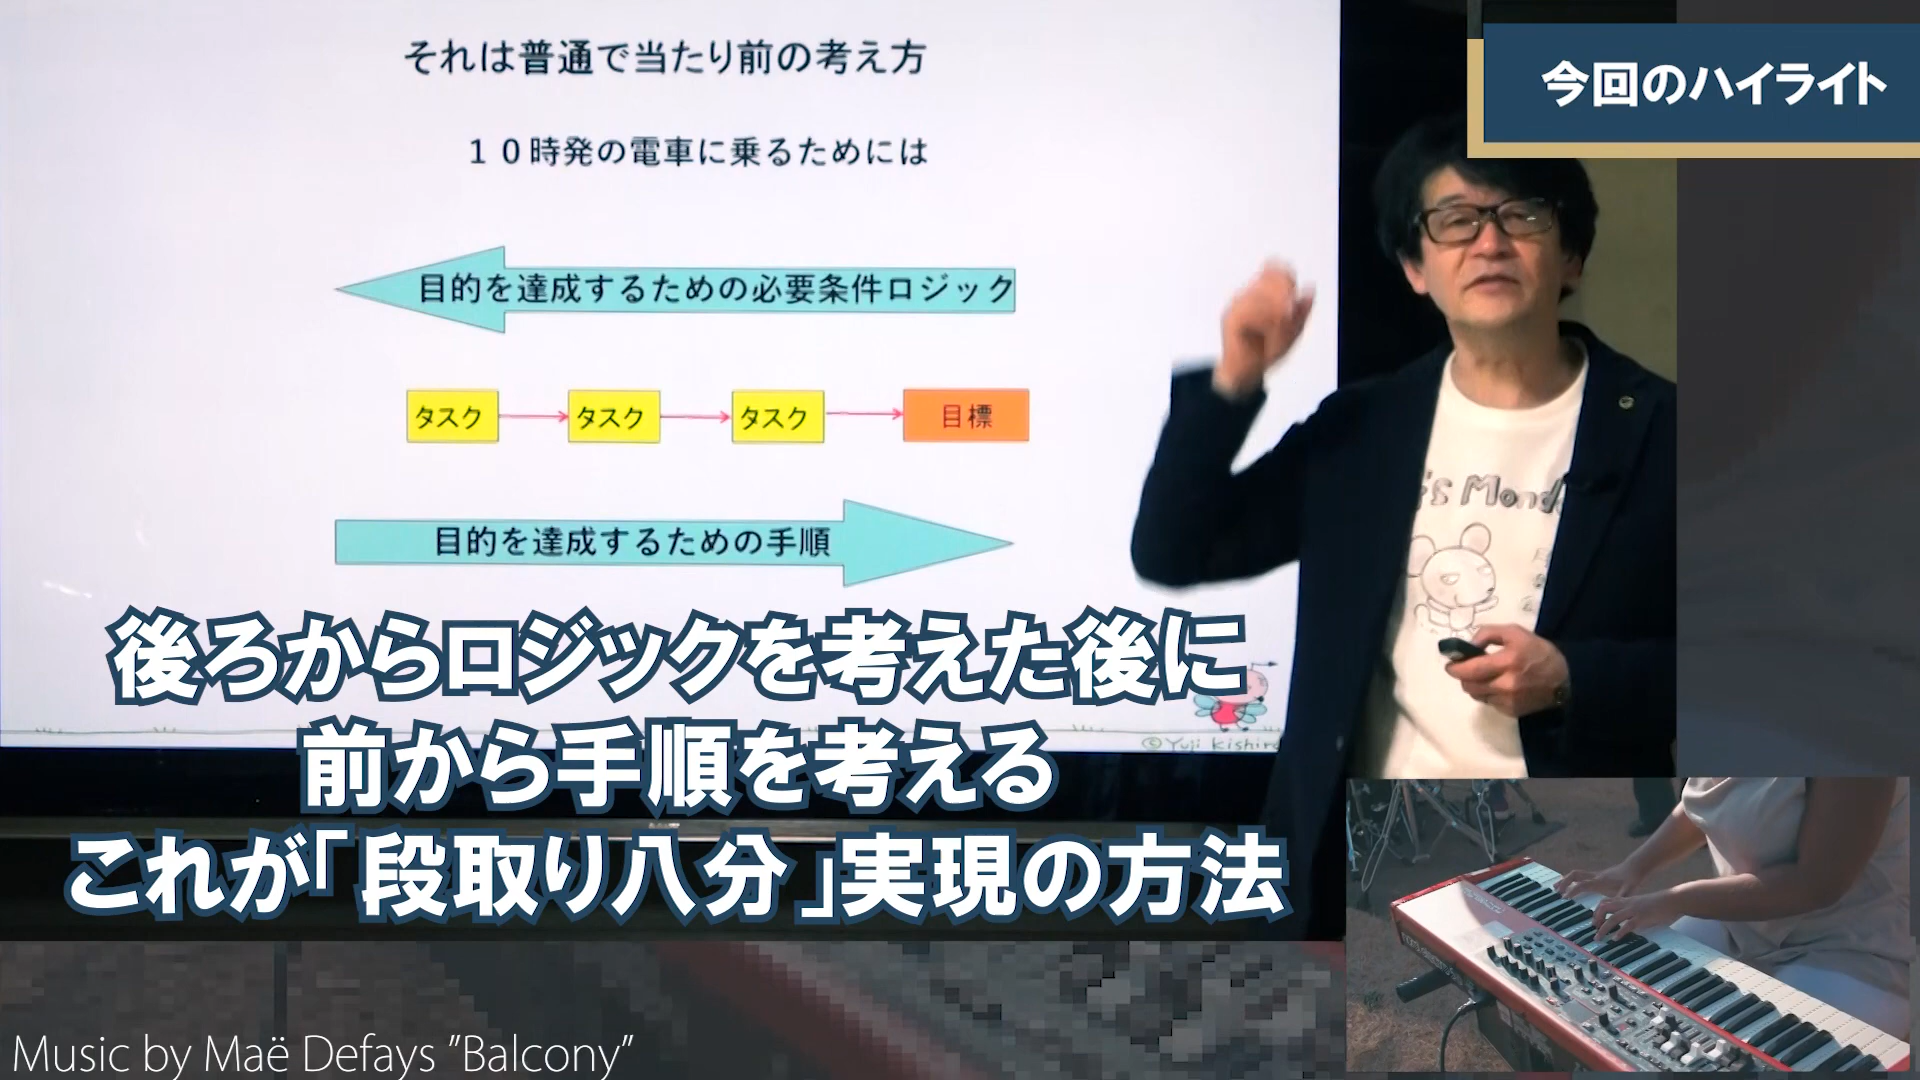 それは普通で当たり前の考え方
今回のハイライト
１０時発の電車に乗るためには
目的を達成するための必要条件ロジック
タスク
タスク
タスク
目標
目的を達成するための手順
後ろからロジックを考えた後に
前から手順を考える
これが「段取り八分」実現の方法
©Yuji Kishira
Music by Maë Defays "Balcony"